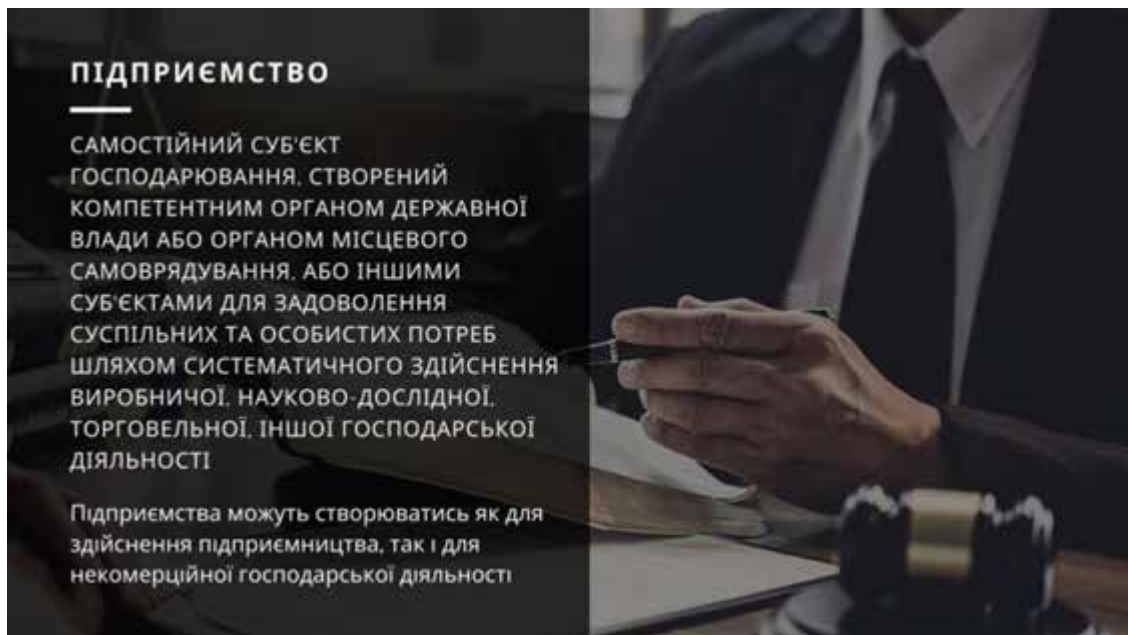 ПІДПРИЄМСТВО
САМОСТІЙНИЙ СУБ'ЄКТ
ГОСПОДАРЮВАННЯ, СТВОРЕНИЙ
КОМПЕТЕНТНИМ ОРГАНОМ ДЕРЖАВНОЇ
ВЛАДИ АБО ОРГАНОМ МІСЦЕВОГО
САМОВРЯДУВАННЯ, АБО ІНШИМИ
СУБ'ЄКТАМИ ДЛЯ ЗАДОВОЛЕННЯ
СУСПІЛЬНИХ ТА ОСОБИСТИХ ПОТРЕБ
ШЛЯХОМ СИСТЕМАТИЧНОГО ЗДІЙСНЕННЯ
ВИРОБНИЧОЇ, НАУКОВО-ДОСЛІДНОЇ,
ТОРГОВЕЛЬНОЇ, ІНШОЇ ГОСПОДАРСЬКОЇ
ДІЯЛЬНОСТІ
Підприємства можуть створюватись як для
здійснення підприємництва, так і для
некомерційної господарської діяльності